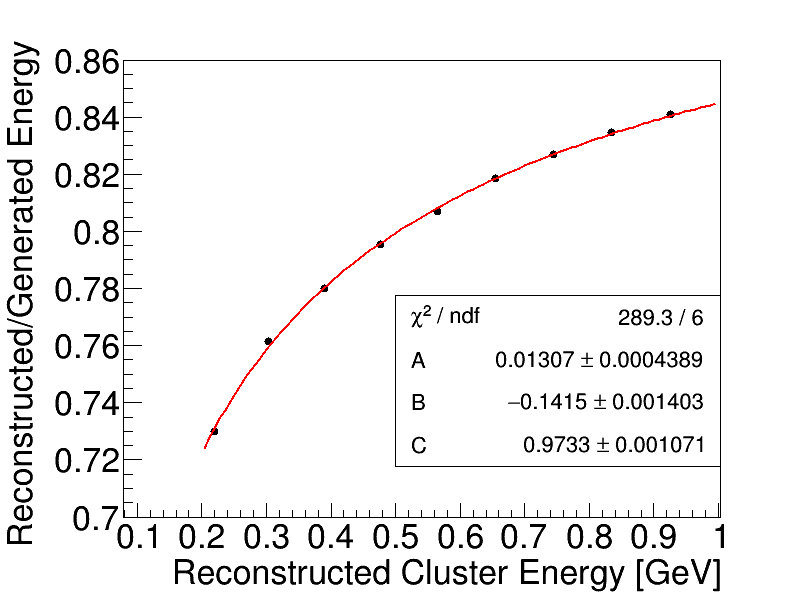 Reconstructed/Generated Energy
0.86
0.84
0.82
0.8
0.78
0.76
0.74
0.72
0.7
χ² / ndf 289.3 / 6
A 0.01307 ± 0.0004389
B −0.1415 ± 0.001403
C 0.9733 ± 0.001071
0.1 0.2 0.3 0.4 0.5 0.6 0.7 0.8 0.9 1
Reconstructed Cluster Energy [GeV]